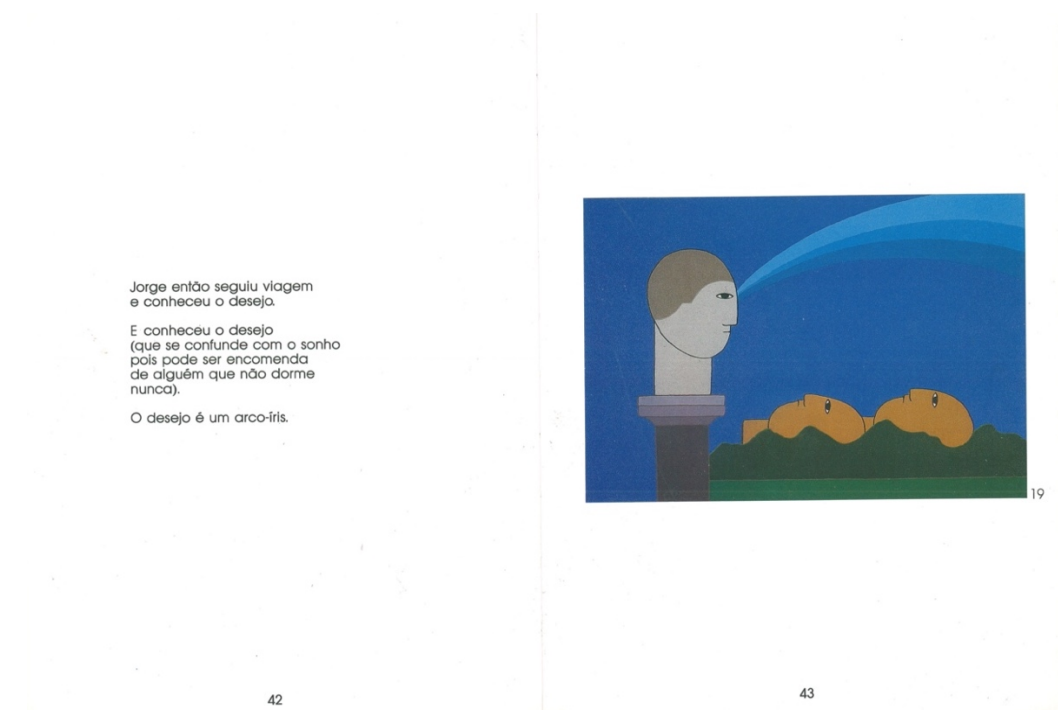 Jorge então seguiu viagem
e conheceu o desejo.
E conheceu o desejo
(que se confunde com o sonho
pois pode ser encomenda
de alguém que não dorme
nunca).
O desejo é um arco-íris.
42
19
43